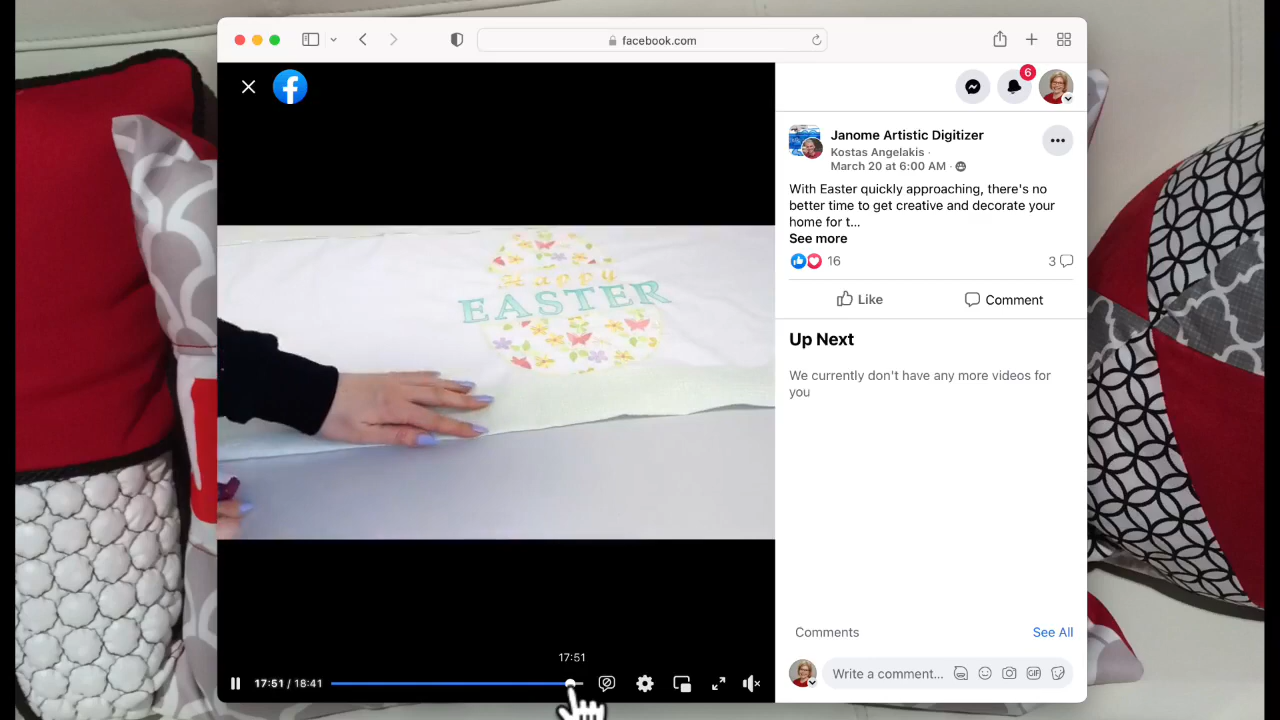 facebook.com
6
Janome Artistic Digitizer
Kostas Angelakis ·
March 20 at 6:00 AM ·
With Easter quickly approaching, there's no
better time to get creative and decorate your
home for t...
See more
16
3
Like
Comment
Up Next
We currently don't have any more videos for
you
Happy
EASTER
Comments
See All
17:51
17:51 / 18:41
Write a comment...
GIF